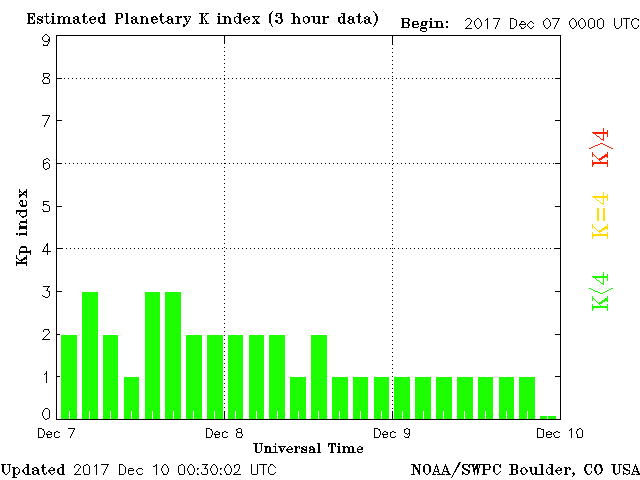 Estimated Planetary K index (3 hour data) Begin: 2017 Dec 07 0000 UTC
9
8
7
6
5
4
3
2
1
0
Kp index
K>4
K=4
K<4
Dec 7 Dec 8 Dec 9 Dec 10
Universal Time
Updated 2017 Dec 10 00:30:02 UTC NOAA/SWPC Boulder, CO USA